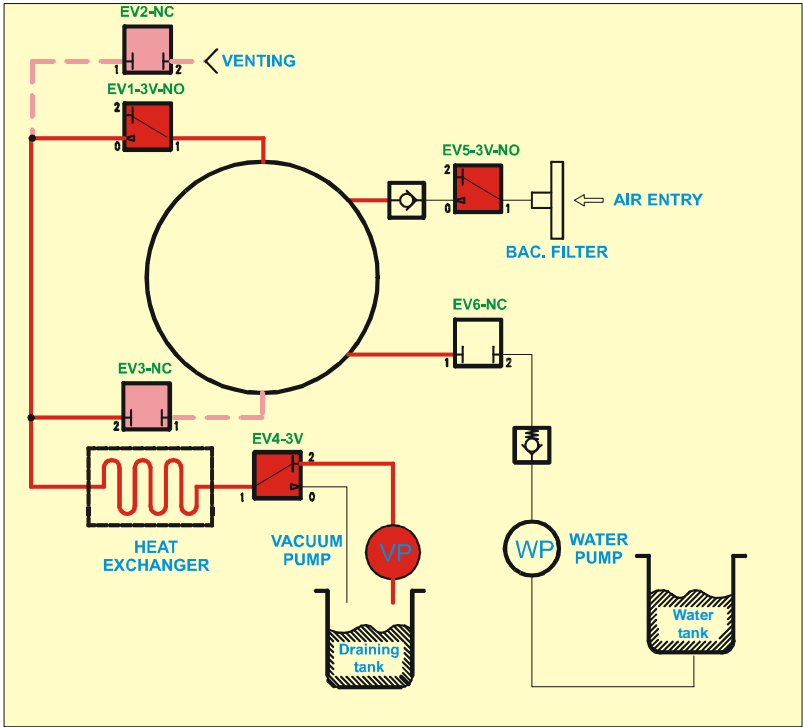 EV2-NC
1 2
VENTING
EV1-3V-NO
2
0 1
EV5-3V-NO
2
0 1
AIR ENTRY
BAC. FILTER
EV6-NC
1 2
EV3-NC
2 1
EV4-3V
2
1 0
HEAT
EXCHANGER
VACUUM
PUMP
VP
WP
WATER
PUMP
Draining
tank
Water
tank